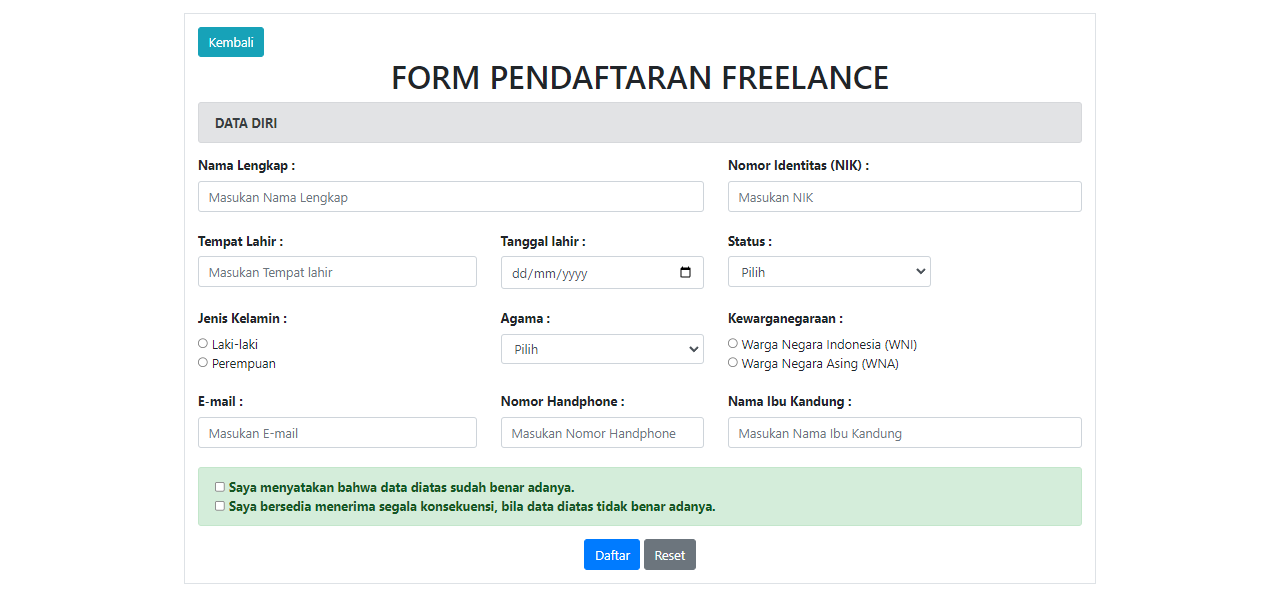 Kembali
FORM PENDAFTARAN FREELANCE
DATA DIRI
Nama Lengkap : Nomor Identitas (NIK) :
Masukan Nama Lengkap Masukan NIK
Tempat Lahir : Tanggal lahir : Status :
Masukan Tempat lahir dd/mm/yyyy Pilih
Jenis Kelamin : Agama : Kewarganegaraan :
Laki-laki Pilih Warga Negara Indonesia (WNI)
Perempuan Warga Negara Asing (WNA)
E-mail : Nomor Handphone : Nama Ibu Kandung :
Masukan E-mail Masukan Nomor Handphone Masukan Nama Ibu Kandung
Saya menyatakan bahwa data diatas sudah benar adanya.
Saya bersedia menerima segala konsekuensi, bila data diatas tidak benar adanya.
Daftar Reset